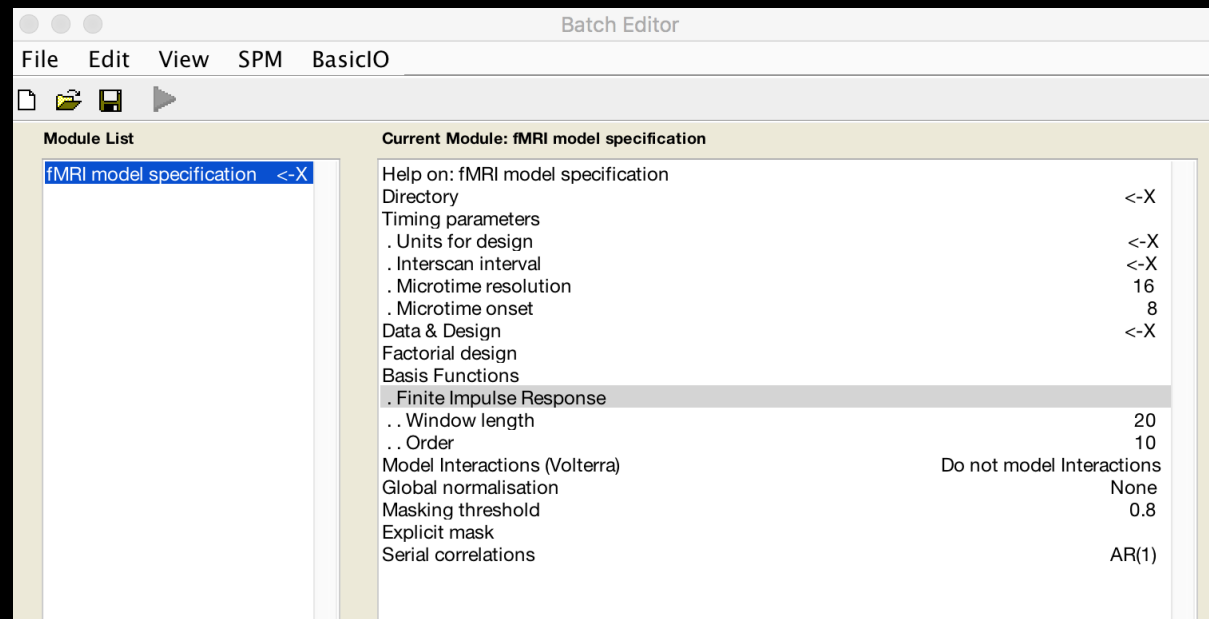 Batch Editor
File Edit View SPM BasicIO
Module List
fMRI model specification <-X
Current Module: fMRI model specification
Help on: fMRI model specification
Directory <-X
Timing parameters
. Units for design <-X
. Interscan interval <-X
. Microtime resolution 16
. Microtime onset 8
Data & Design <-X
Factorial design
Basis Functions
. Finite Impulse Response
. . Window length 20
. . Order 10
Model Interactions (Volterra) Do not model Interactions
Global normalisation None
Masking threshold 0.8
Explicit mask
Serial correlations AR(1)